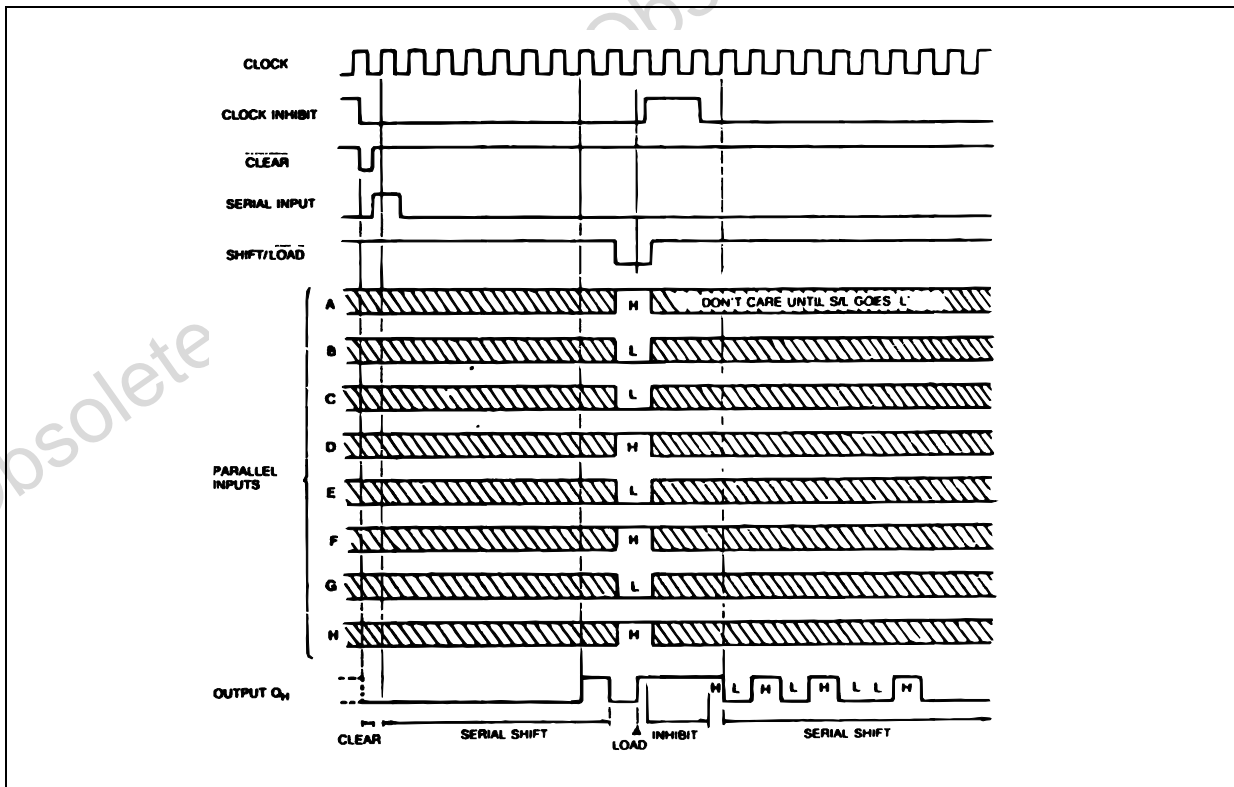 Obsolete
CLOCK
CLOCK INHIBIT
CLEAR
SERIAL INPUT
SHIFT/LOAD
A H DON'T CARE UNTIL S/L GOES L
B L
C L
D H
PARALLEL
INPUTS
E L
F H
G L
H H
OUTPUT QH H L H L H L L H
CLEAR SERIAL SHIFT LOAD INHIBIT SERIAL SHIFT